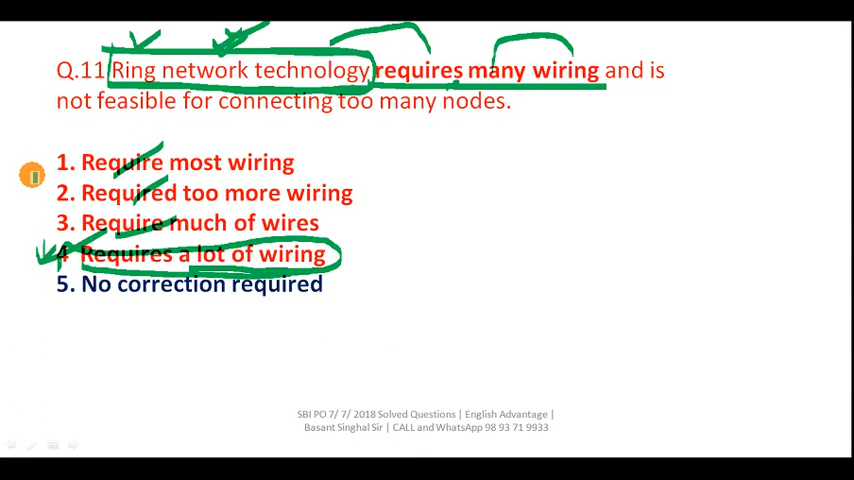 Q.11 Ring network technology requires many wiring and is
not feasible for connecting too many nodes.
1. Require most wiring
2. Required too more wiring
3. Require much of wires
4 Requires a lot of wiring
5. No correction required
SBI PO 7/ 7/ 2018 Solved Questions | English Advantage |
Basant Singhal Sir | CALL and WhatsApp 98 93 71 9933